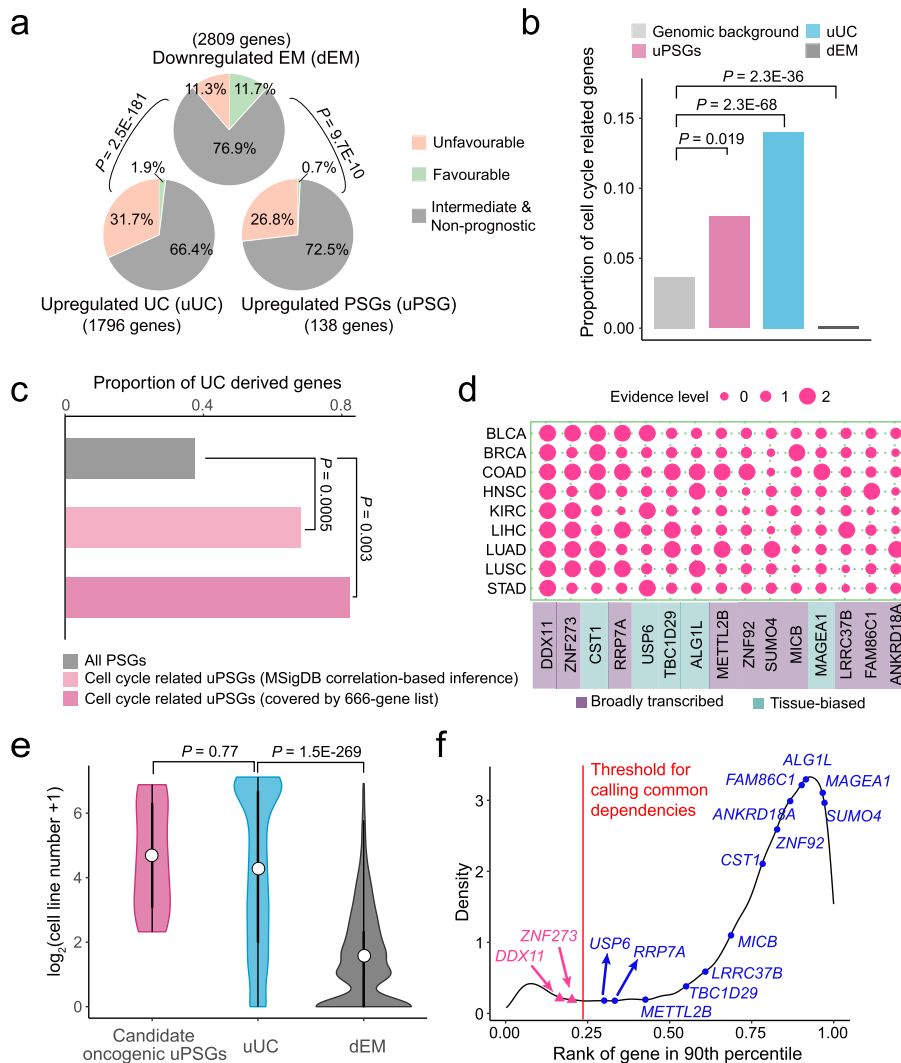 a
(2809 genes)
Downregulated EM (dEM)
11.3%
11.7%
76.9%
P = 2.5E-181
P = 9.7E-10
1.9%
31.7%
66.4%
0.7%
26.8%
72.5%
Unfavourable
Favourable
Intermediate &
Non-prognostic
Upregulated UC (uUC)
(1796 genes)
Upregulated PSGs (uPSG)
(138 genes)
b
Genomic background
uUC
uPSGs
dEM
Proportion of cell cycle related genes
0.15
0.10
0.05
0.00
P = 2.3E-36
P = 2.3E-68
P = 0.019
c
Proportion of UC derived genes
0
0.4
0.8
P = 0.0005
P = 0.003
All PSGs
Cell cycle related uPSGs (MSigDB correlation-based inference)
Cell cycle related uPSGs (covered by 666-gene list)
d
Evidence level
0
1
2
BLCA
BRCA
COAD
HNSC
KIRC
LIHC
LUAD
LUSC
STAD
DDX11
ZNF273
CST1
RRP7A
USP6
TBC1D29
ALG1L
METTL2B
ZNF92
SUMO4
MICB
MAGEA1
LRRC37B
FAM86C1
ANKRD18A
Broadly transcribed
Tissue-biased
e
P = 0.77
P = 1.5E-269
log2(cell line number +1)
6
4
2
0
Candidate
oncogenic uPSGs
uUC
dEM
f
Threshold for
calling common
dependencies
Density
3
2
1
0
DDX11
ZNF273
USP6
RRP7A
METTL2B
TBC1D29
LRRC37B
MICB
CST1
ZNF92
ANKRD18A
FAM86C1
ALG1L
MAGEA1
SUMO4
0.00
0.25
0.50
0.75
1.00
Rank of gene in 90th percentile